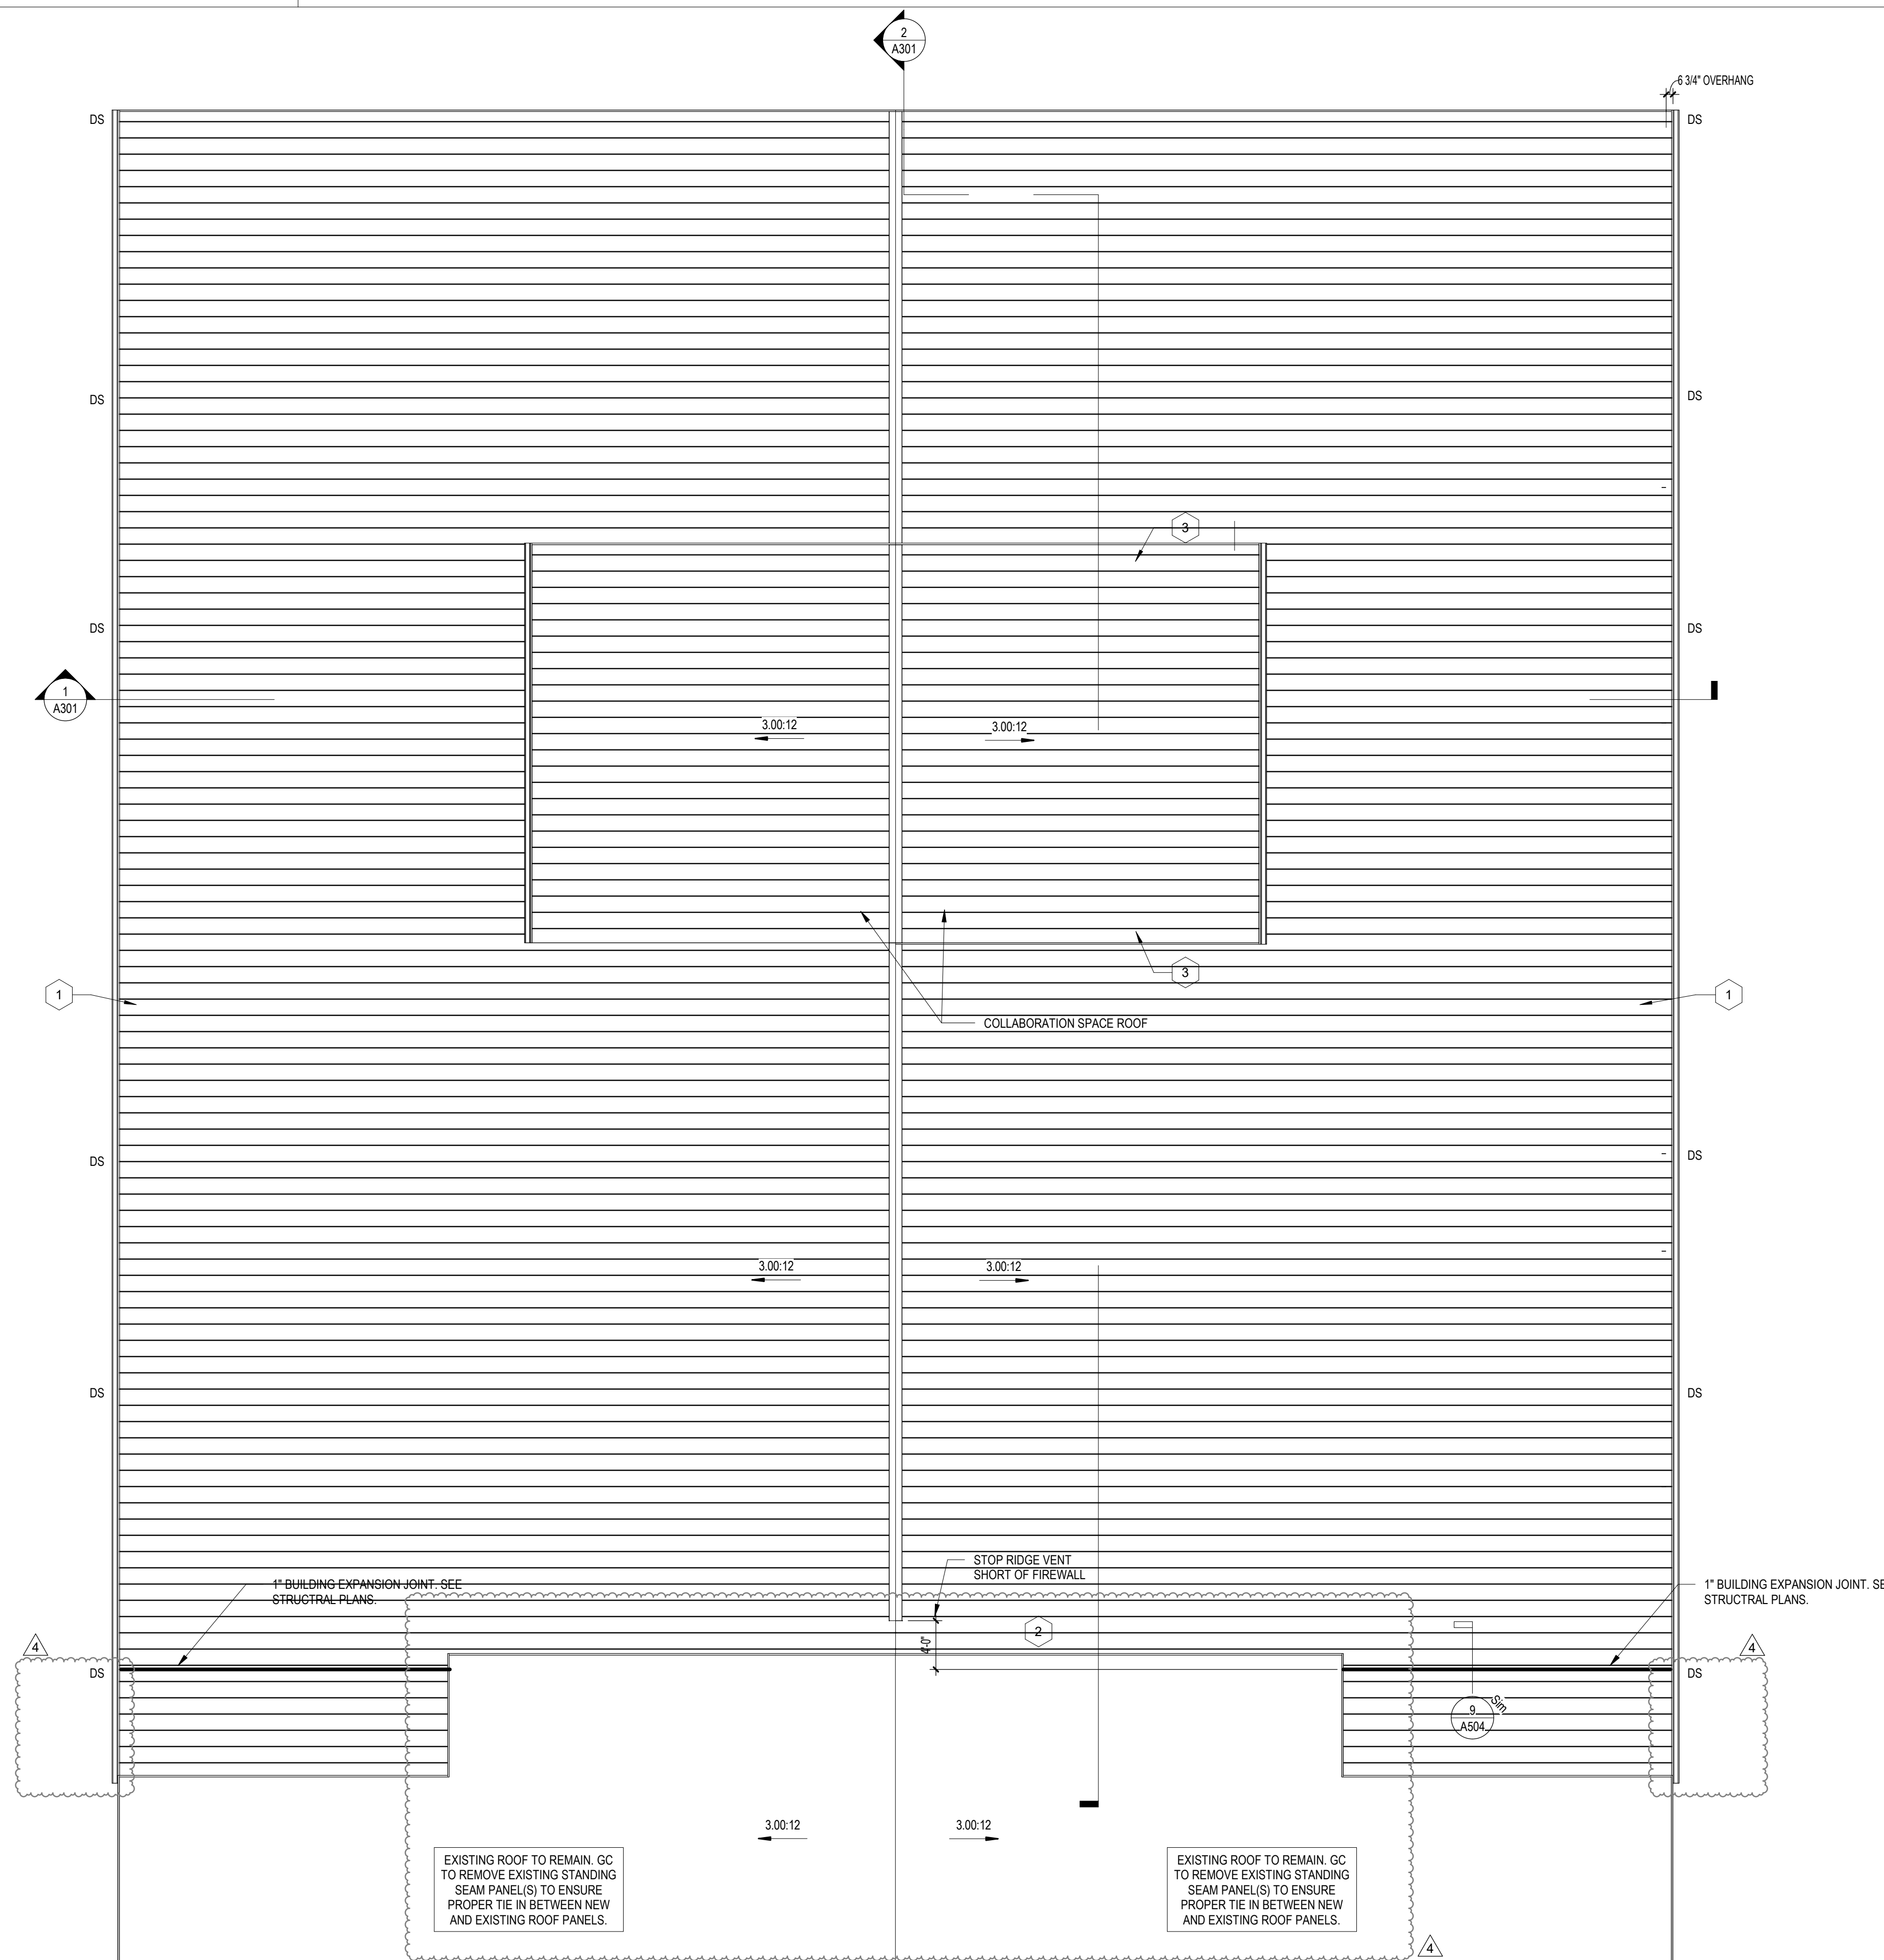 2
A301
6 3/4" OVERHANG
DS
DS
DS
DS
3
DS
DS
1
A301
3.00:12
3.00:12
3
1
1
COLLABORATION SPACE ROOF
DS
DS
3.00:12
3.00:12
DS
DS
STOP RIDGE VENT
SHORT OF FIREWALL
1" BUILDING EXPANSION JOINT. SEE
STRUCTRAL PLANS.
1" BUILDING EXPANSION JOINT. SE
STRUCTRAL PLANS.
2
4'-0"
4
4
DS
DS
9
A504
Sim
3.00:12
3.00:12
EXISTING ROOF TO REMAIN. GC
TO REMOVE EXISTING STANDING
SEAM PANEL(S) TO ENSURE
PROPER TIE IN BETWEEN NEW
AND EXISTING ROOF PANELS.
EXISTING ROOF TO REMAIN. GC
TO REMOVE EXISTING STANDING
SEAM PANEL(S) TO ENSURE
PROPER TIE IN BETWEEN NEW
AND EXISTING ROOF PANELS.
4